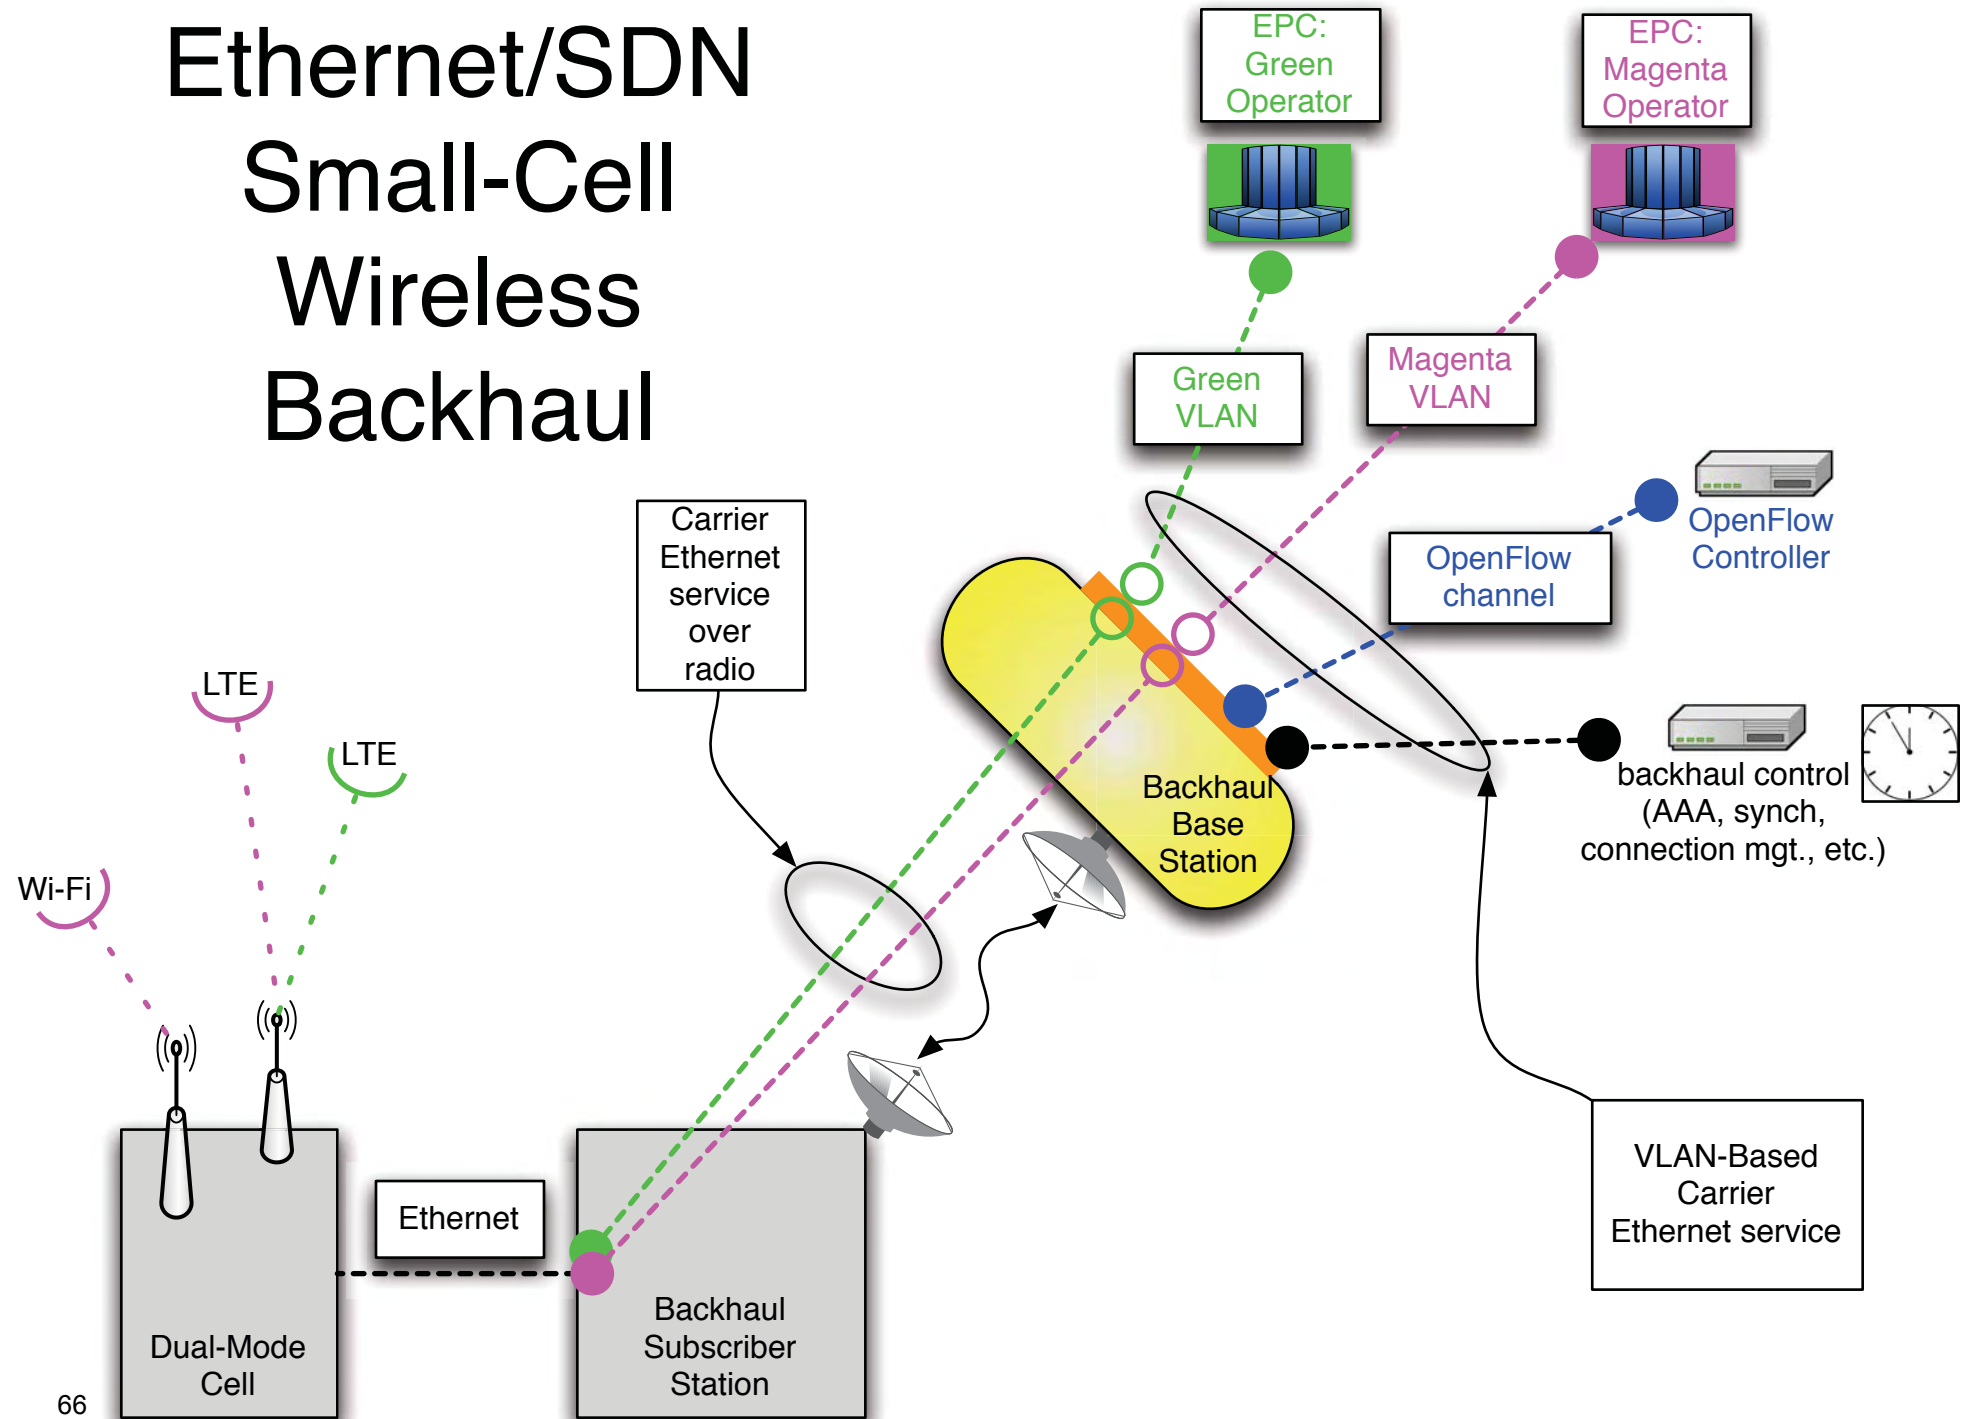 Ethernet/SDN
Small-Cell
Wireless
Backhaul
EPC:
Green
Operator
EPC:
Magenta
Operator
Green
VLAN
Magenta
VLAN
OpenFlow
Controller
OpenFlow
channel
Carrier
Ethernet
service
over
radio
LTE
LTE
Wi-Fi
Backhaul
Base
Station
backhaul control
(AAA, synch,
connection mgt., etc.)
VLAN-Based
Carrier
Ethernet service
Ethernet
Dual-Mode
Cell
Backhaul
Subscriber
Station
66